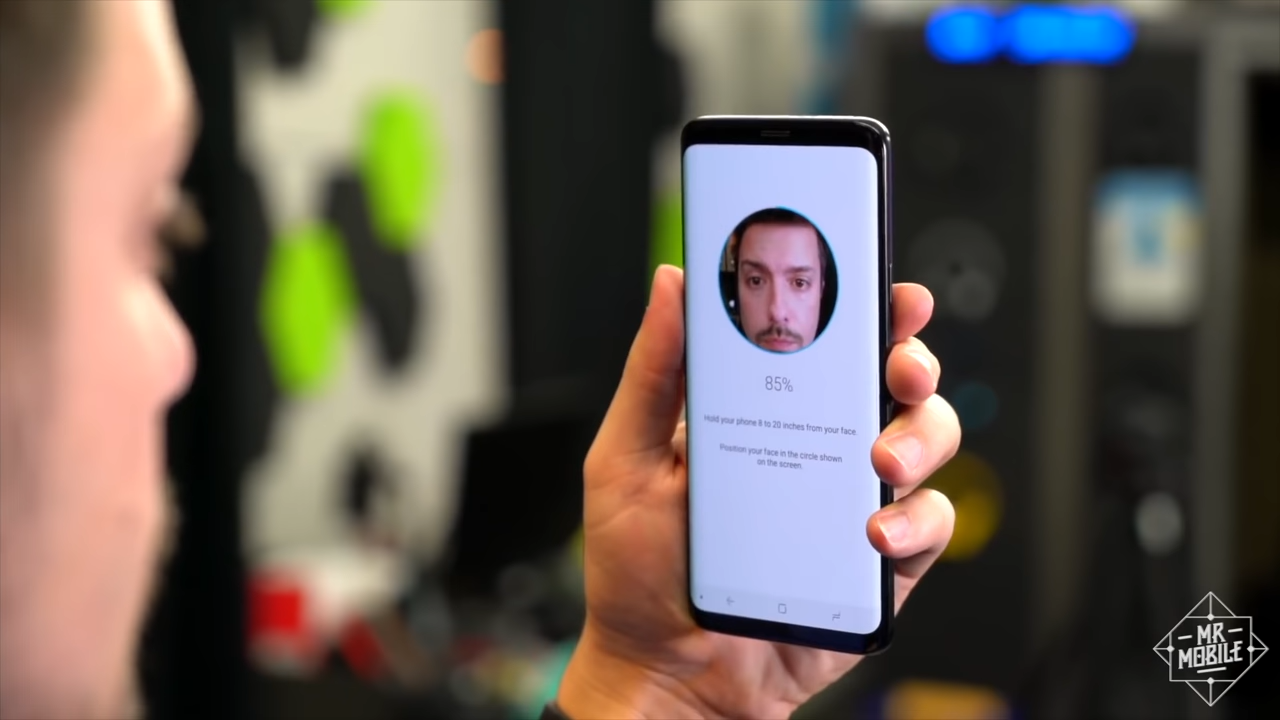 85%
Hold your phone 8 to 20 inches from your face.
Position your face in the circle shown
on the screen.
MR
MOBILE